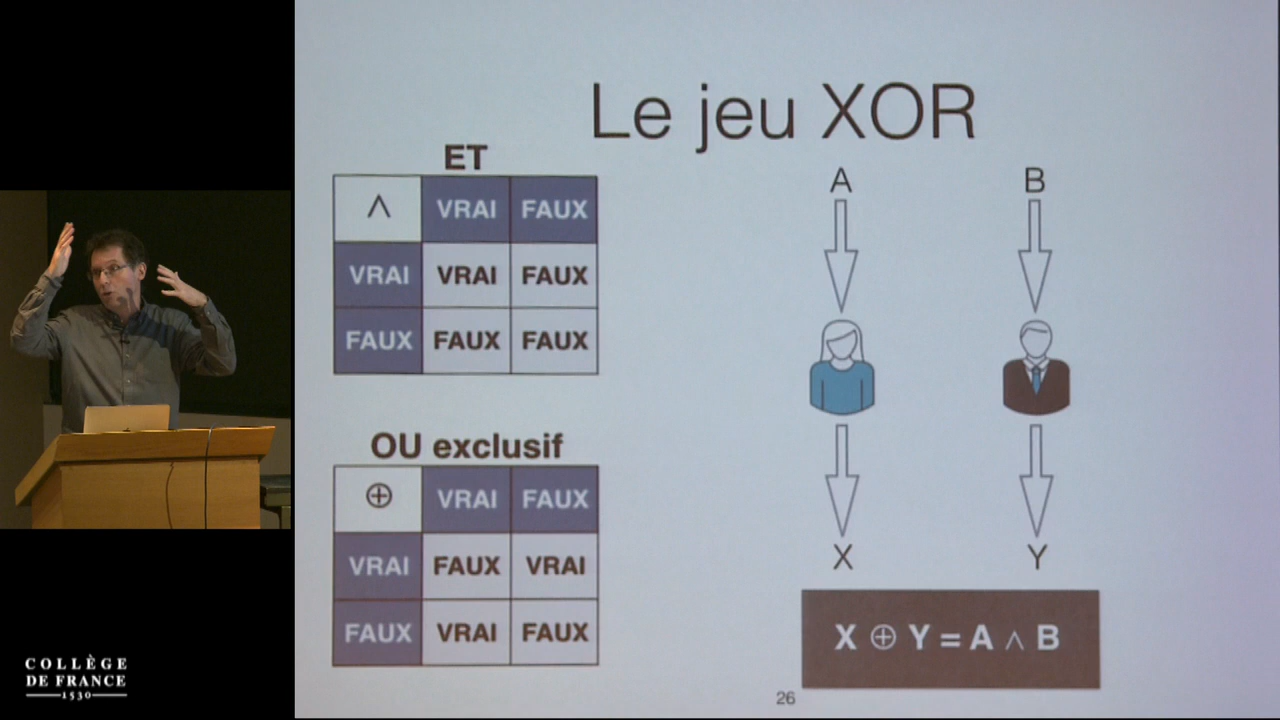 Le jeu XOR
ET
∧ VRAI FAUX
VRAI VRAI FAUX
FAUX FAUX FAUX
OU exclusif
⊕ VRAI FAUX
VRAI FAUX VRAI
FAUX VRAI FAUX
A B
X Y
X ⊕ Y = A ∧ B
26
COLLÈGE
DE FRANCE
1530